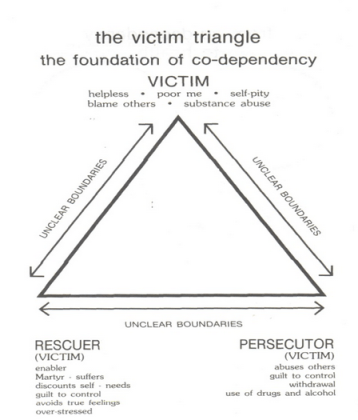 the victim triangle
the foundation of co-dependency
VICTIM
helpless • poor me • self-pity
blame others • substance abuse
UNCLEAR BOUNDARIES
UNCLEAR BOUNDARIES
UNCLEAR BOUNDARIES
RESCUER
(VICTIM)
enabler
Martyr - suffers
discounts self - needs
guilt to control
avoids true feelings
over-stressed
PERSECUTOR
(VICTIM)
abuses others
guilt to control
withdrawal
use of drugs and alcohol